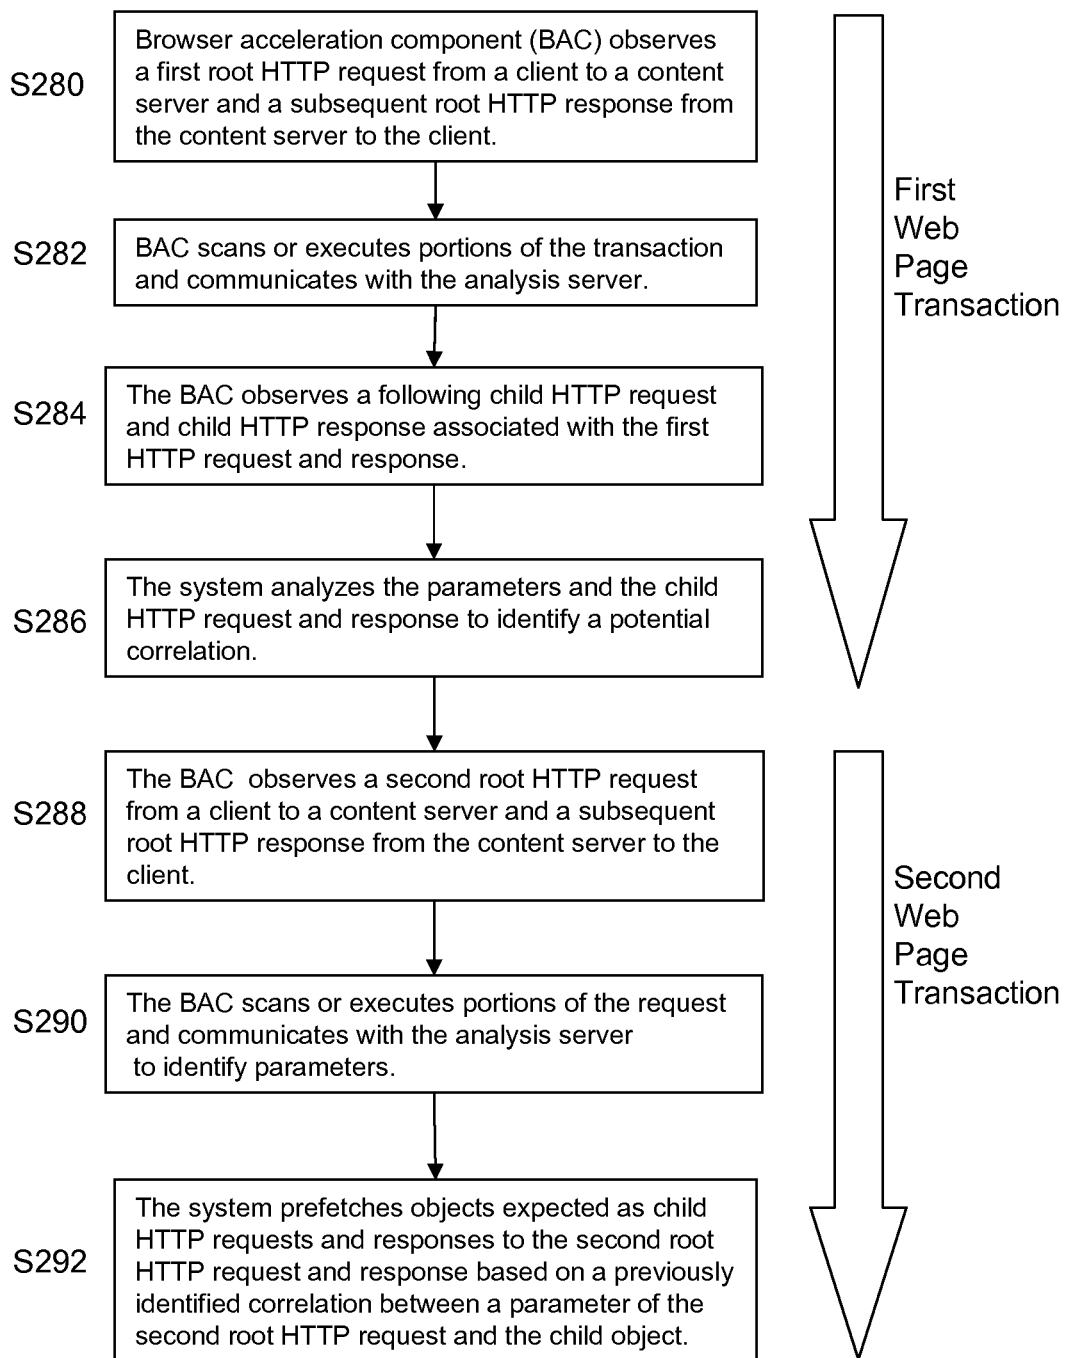 S280
Browser acceleration component (BAC) observes
a first root HTTP request from a client to a content
server and a subsequent root HTTP response from
the content server to the client.
S282
BAC scans or executes portions of the transaction
and communicates with the analysis server.
S284
The BAC observes a following child HTTP request
and child HTTP response associated with the first
HTTP request and response.
S286
The system analyzes the parameters and the child
HTTP request and response to identify a potential
correlation.
First
Web
Page
Transaction
S288
The BAC  observes a second root HTTP request
from a client to a content server and a subsequent
root HTTP response from the content server to the
client.
S290
The BAC scans or executes portions of the request
and communicates with the analysis server
to identify parameters.
S292
The system prefetches objects expected as child
HTTP requests and responses to the second root
HTTP request and response based on a previously
identified correlation between a parameter of the
second root HTTP request and the child object.
Second
Web
Page
Transaction